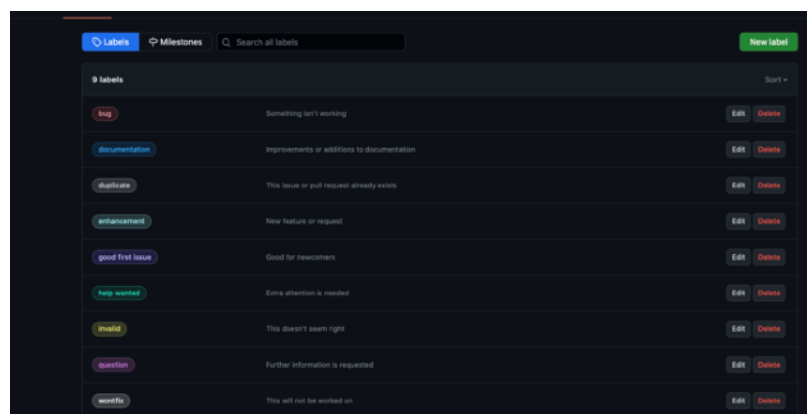 Labels Milestones Search all labels New label
9 labels Sort
bug Something isn't working Edit Delete
documentation Improvements or additions to documentation Edit Delete
duplicate This issue or pull request already exists Edit Delete
enhancement New feature or request Edit Delete
good first issue Good for newcomers Edit Delete
help wanted Extra attention is needed Edit Delete
invalid This doesn't seem right Edit Delete
question Further information is requested Edit Delete
wontfix This will not be worked on Edit Delete